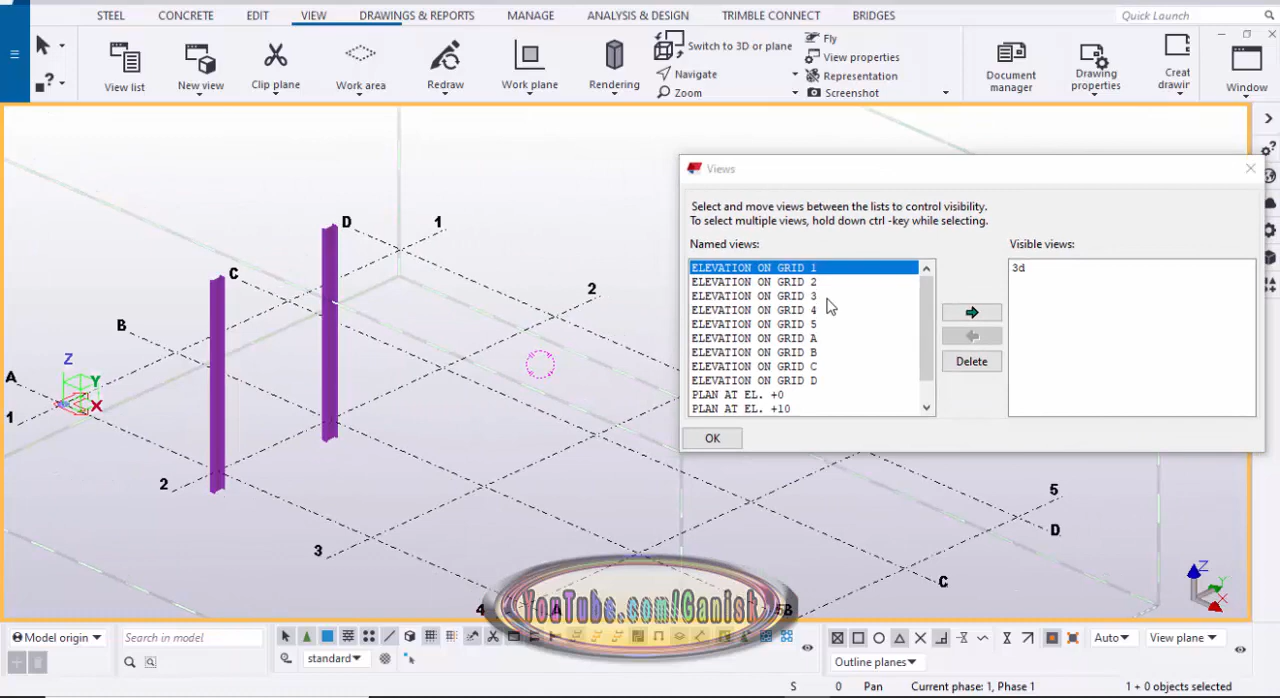 STEEL CONCRETE EDIT VIEW DRAWINGS & REPORTS MANAGE ANALYSIS & DESIGN TRIMBLE CONNECT BRIDGES Quick Launch
View list
New view
Clip plane
Work area
Redraw
Work plane
Rendering
Switch to 3D or plane
Navigate
Zoom
Fly
View properties
Representation
Screenshot
Document
manager
Drawing
properties
Creat
drawin
Window
Views
Select and move views between the lists to control visibility.
To select multiple views, hold down ctrl -key while selecting.
Named views:
ELEVATION ON GRID 1
ELEVATION ON GRID 2
ELEVATION ON GRID 3
ELEVATION ON GRID 4
ELEVATION ON GRID 5
ELEVATION ON GRID A
ELEVATION ON GRID B
ELEVATION ON GRID C
ELEVATION ON GRID D
PLAN AT EL. +0
PLAN AT EL. +10
Visible views:
3d
Delete
OK
D 1
C
2
B
Z
Y
A
X
1
2
3
5
D
C
4 A 5B
Z
Y
X
YouTube.com/Ganish
Model origin Search in model
Auto View plane
standard
Outline planes
S 0 Pan Current phase: 1, Phase 1 1 + 0 objects selected